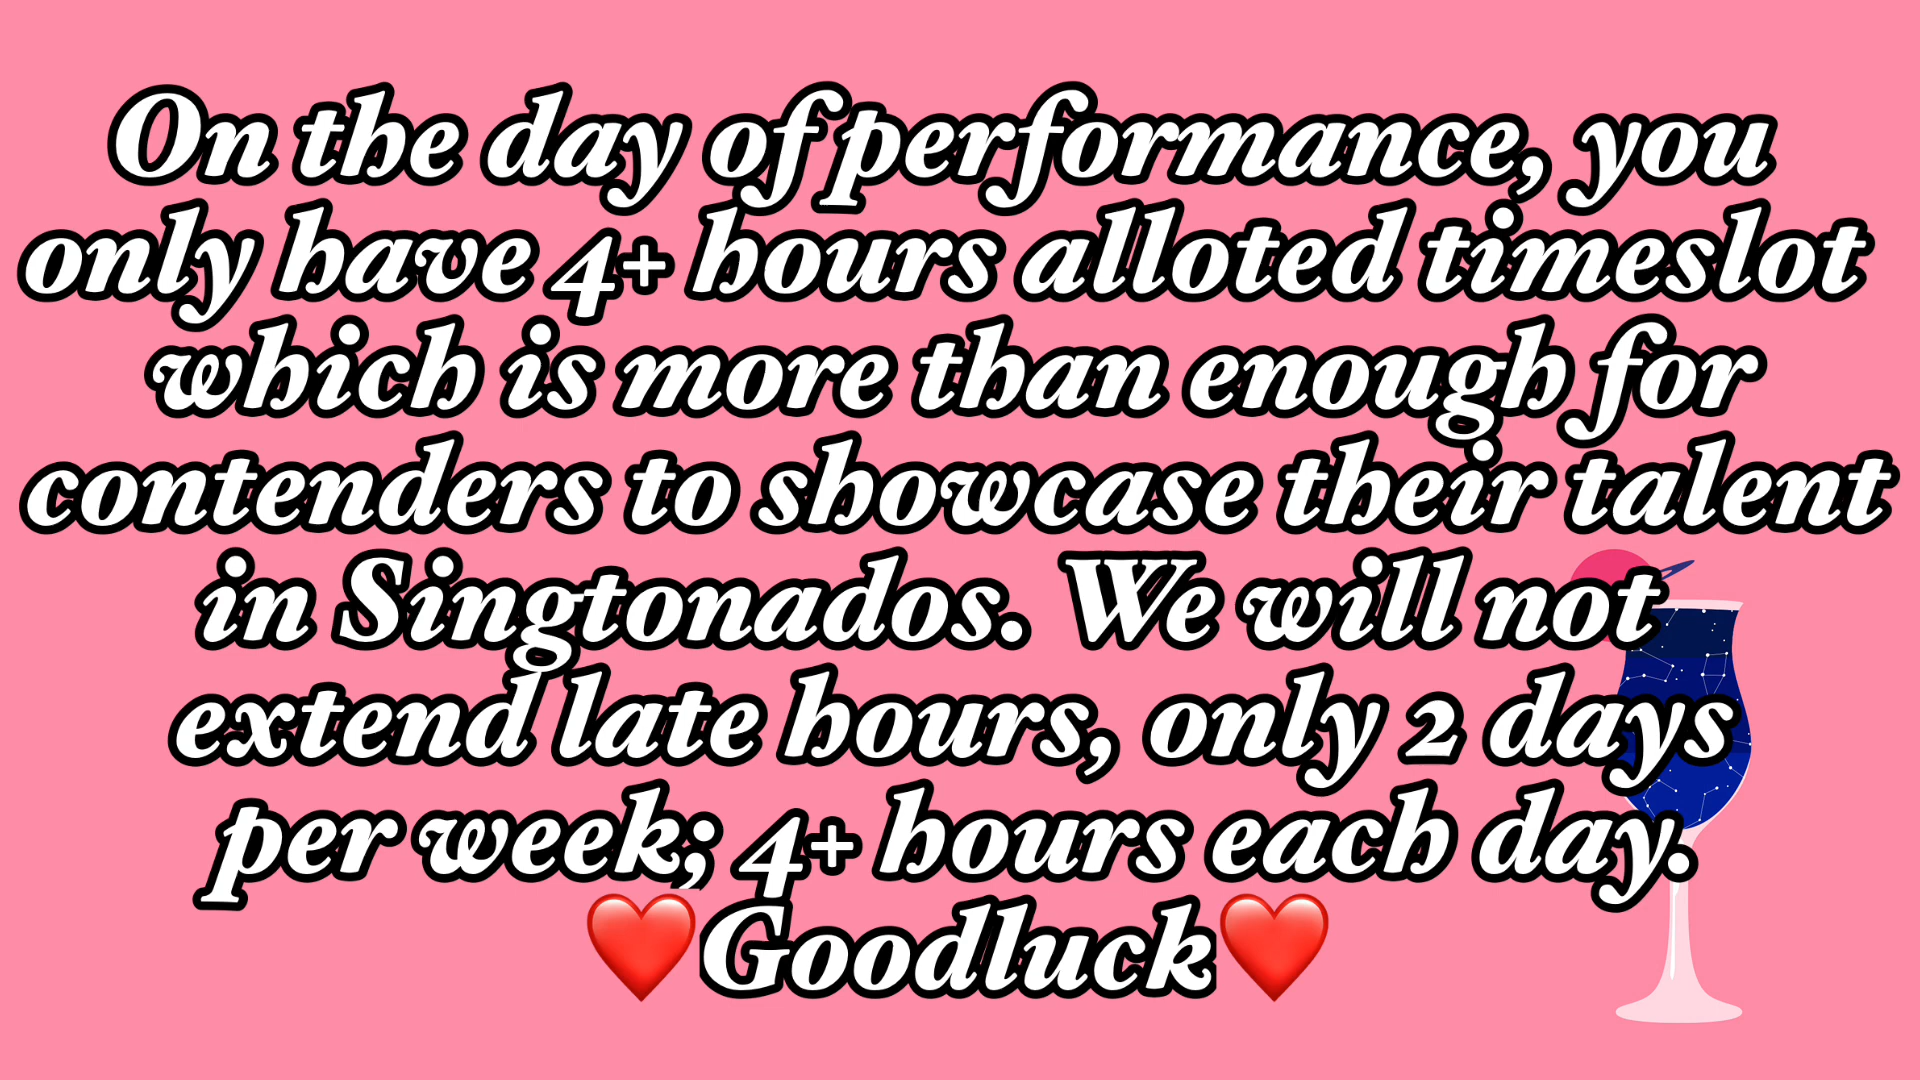 On the day of performance, you
only have 4+ hours alloted timeslot
which is more than enough for
contenders to showcase their talent
in Singtonados. We will not
extend late hours, only 2 days
per week; 4+ hours each day.
❤️Goodluck❤️